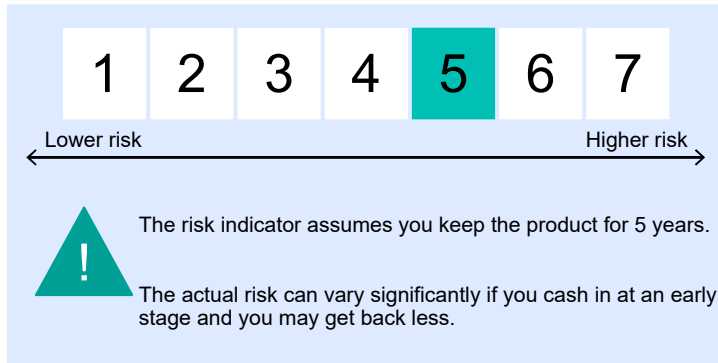 1 2 3 4 5 6 7
Lower risk Higher risk
!
The risk indicator assumes you keep the product for 5 years.
The actual risk can vary significantly if you cash in at an early
stage and you may get back less.